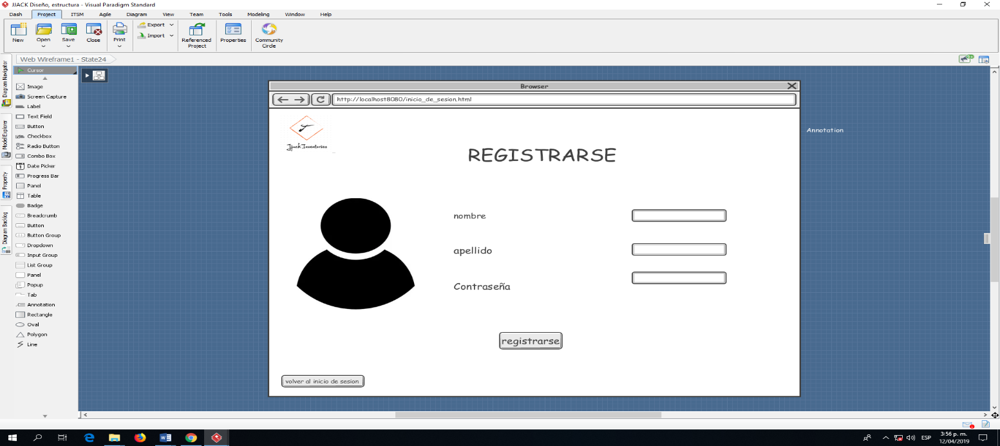 JJACK Diseño, estructura - Visual Paradigm Standard
Dash Project ITSM Agile Diagram View Team Tools Modeling Window Help
New Open Save Close Print Export Import Referenced Project Properties Community Circle
Web Wireframe1 - State24
Diagram Navigator
Model Explorer
Property
Diagram Backlog
Cursor
Image
Screen Capture
Label
Text Field
Button
Checkbox
Radio Button
Combo Box
Date Picker
Progress Bar
Panel
Table
Badge
Breadcrumb
Button
Button Group
Dropdown
Input Group
List Group
Panel
Popup
Tab
Annotation
Rectangle
Oval
Polygon
Line
Browser
http://localhost8080/inicio_de_sesion.html
Jjack Inventories
Annotation
REGISTRARSE
nombre
apellido
Contraseña
registrarse
volver al inicio de sesion
ESP
3:56 p. m.
12/04/2019